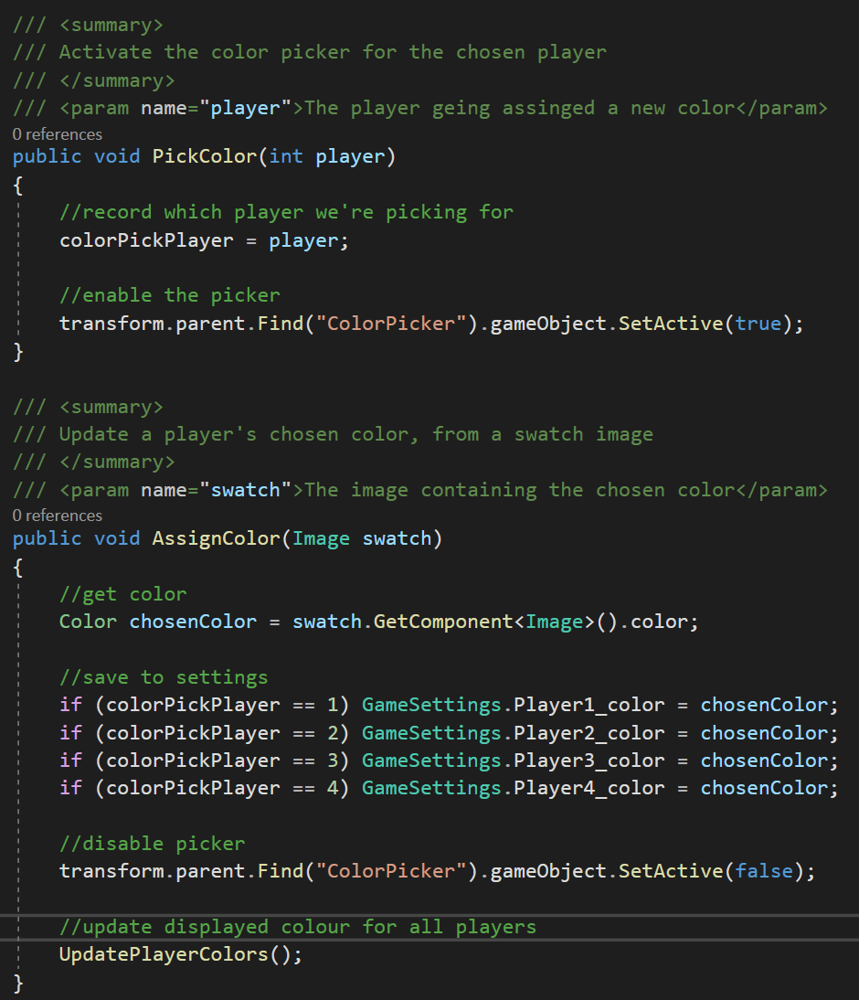 /// <summary>
/// Activate the color picker for the chosen player
/// </summary>
/// <param name="player">The player geing assinged a new color</param>
0 references
public void PickColor(int player)
{
    //record which player we're picking for
    colorPickPlayer = player;

    //enable the picker
    transform.parent.Find("ColorPicker").gameObject.SetActive(true);
}

/// <summary>
/// Update a player's chosen color, from a swatch image
/// </summary>
/// <param name="swatch">The image containing the chosen color</param>
0 references
public void AssignColor(Image swatch)
{
    //get color
    Color chosenColor = swatch.GetComponent<Image>().color;

    //save to settings
    if (colorPickPlayer == 1) GameSettings.Player1_color = chosenColor;
    if (colorPickPlayer == 2) GameSettings.Player2_color = chosenColor;
    if (colorPickPlayer == 3) GameSettings.Player3_color = chosenColor;
    if (colorPickPlayer == 4) GameSettings.Player4_color = chosenColor;

    //disable picker
    transform.parent.Find("ColorPicker").gameObject.SetActive(false);

    //update displayed colour for all players
    UpdatePlayerColors();
}